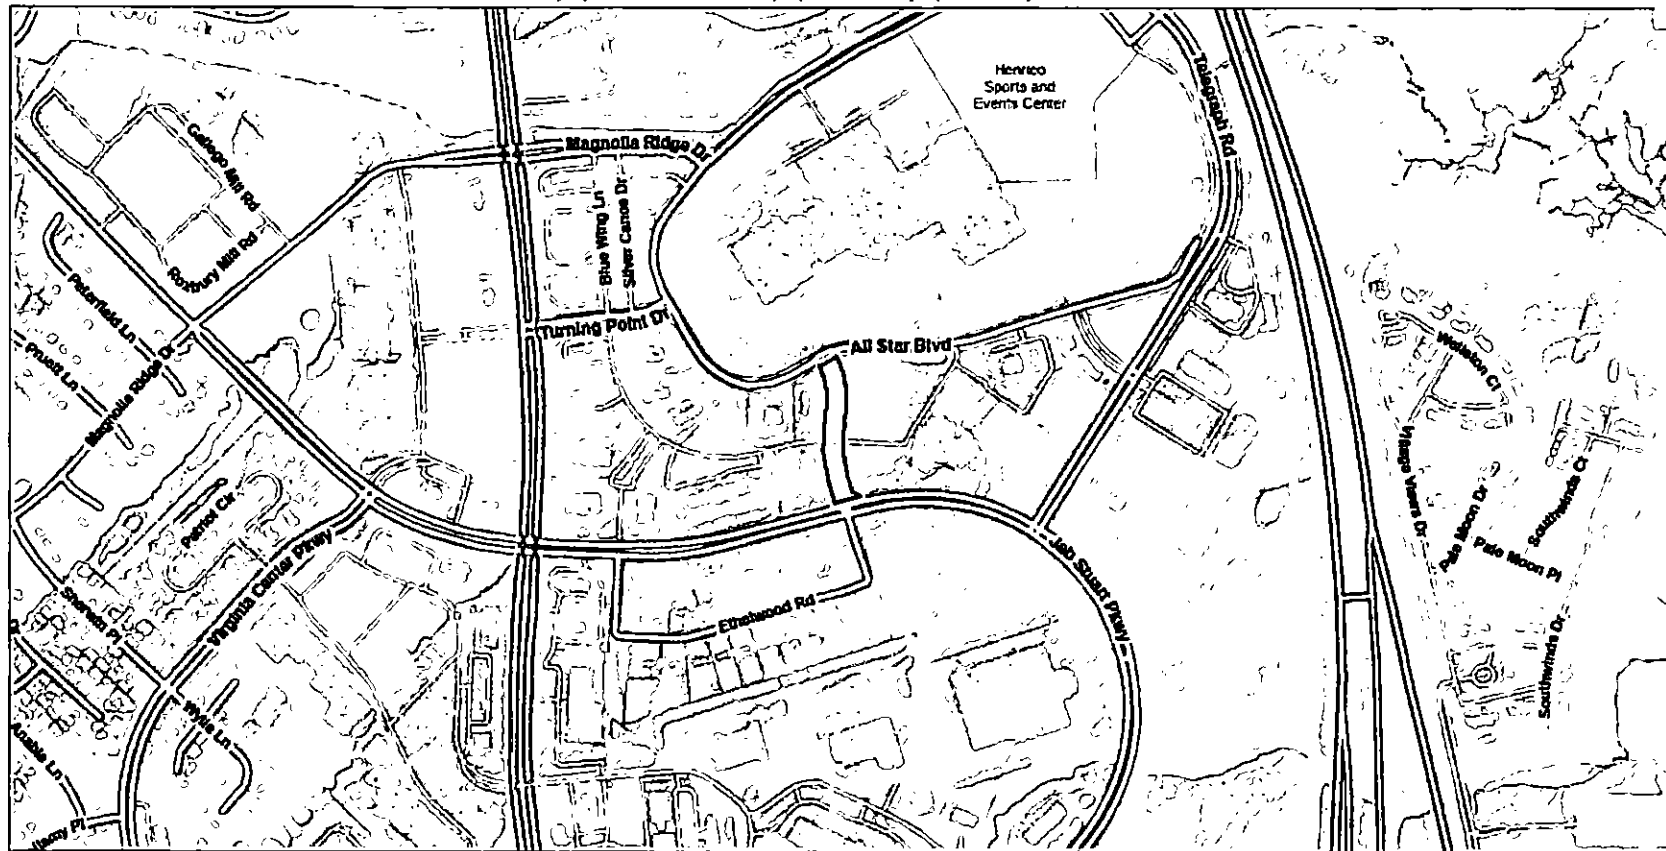 Henrico
Sports and
Events Center
Telegraph Rd
Magnolia Ridge Dr
Gallego Mill Rd
Roxbury Mill Rd
Blue Wing Ln
Silver Canoe Dr
Turning Point Dr
All Star Blvd
Peterfield Ln
Pruett Ln
Magnolia Ridge Dr
Patriot Cir
Virginia Center Pkwy
Sherwin Pl
Wylie Ln
Ethelwood Rd
Jeb Stuart Pkwy
Village Views Dr
Pale Moon Dr
Pale Moon Pl
Southwinds Ct
Southwinds Dr